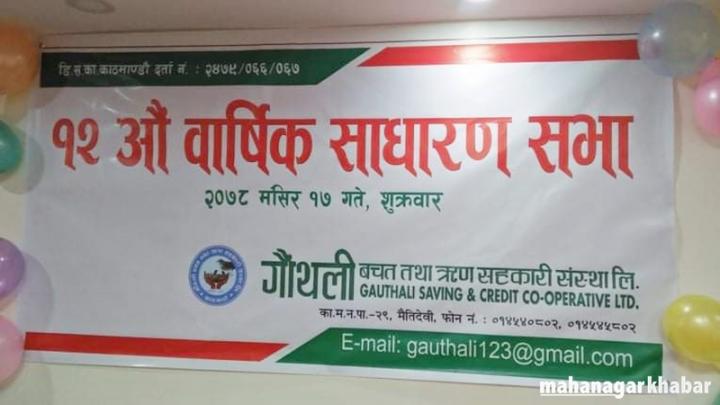 डि.स.का.काठमाण्डौ दर्ता नं. : २४७९/०६६/०६७
१२ औं वार्षिक साधारण सभा
२०७८ मंसिर १७ गते, शुक्रवार
गौंथली बचत तथा ऋण सहकारी संस्था लि.
GAUTHALI SAVING & CREDIT CO-OPERATIVE LTD.
का.म.न.पा.-२९, मैतिदेवी, फोन नं. : ०१४५४०८०२, ०१४५४५८०२
E-mail: gauthali123@gmail.com
mahanagarkhabar